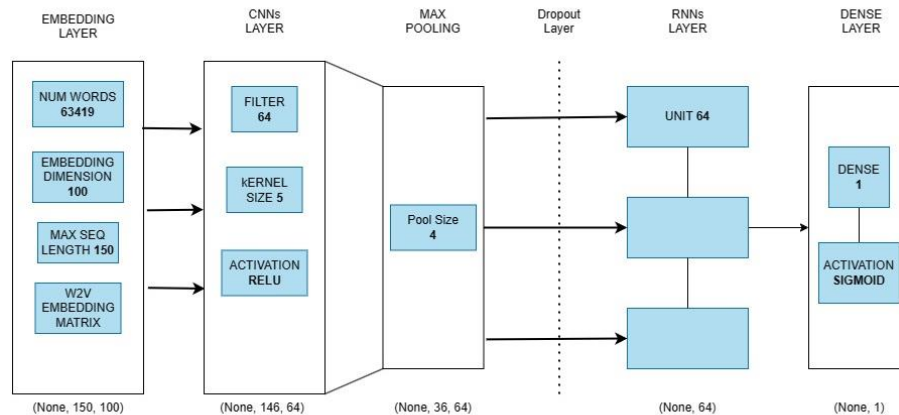 EMBEDDING
LAYER
CNNs
LAYER
MAX
POOLING
Dropout
Layer
RNNs
LAYER
DENSE
LAYER
NUM WORDS
63419
EMBEDDING
DIMENSION
100
MAX SEQ
LENGTH 150
W2V
EMBEDDING
MATRIX
FILTER
64
kERNEL
SIZE 5
ACTIVATION
RELU
Pool Size
4
UNIT 64
DENSE
1
ACTIVATION
SIGMOID
(None, 150, 100)
(None, 146, 64)
(None, 36, 64)
(None, 64)
(None, 1)